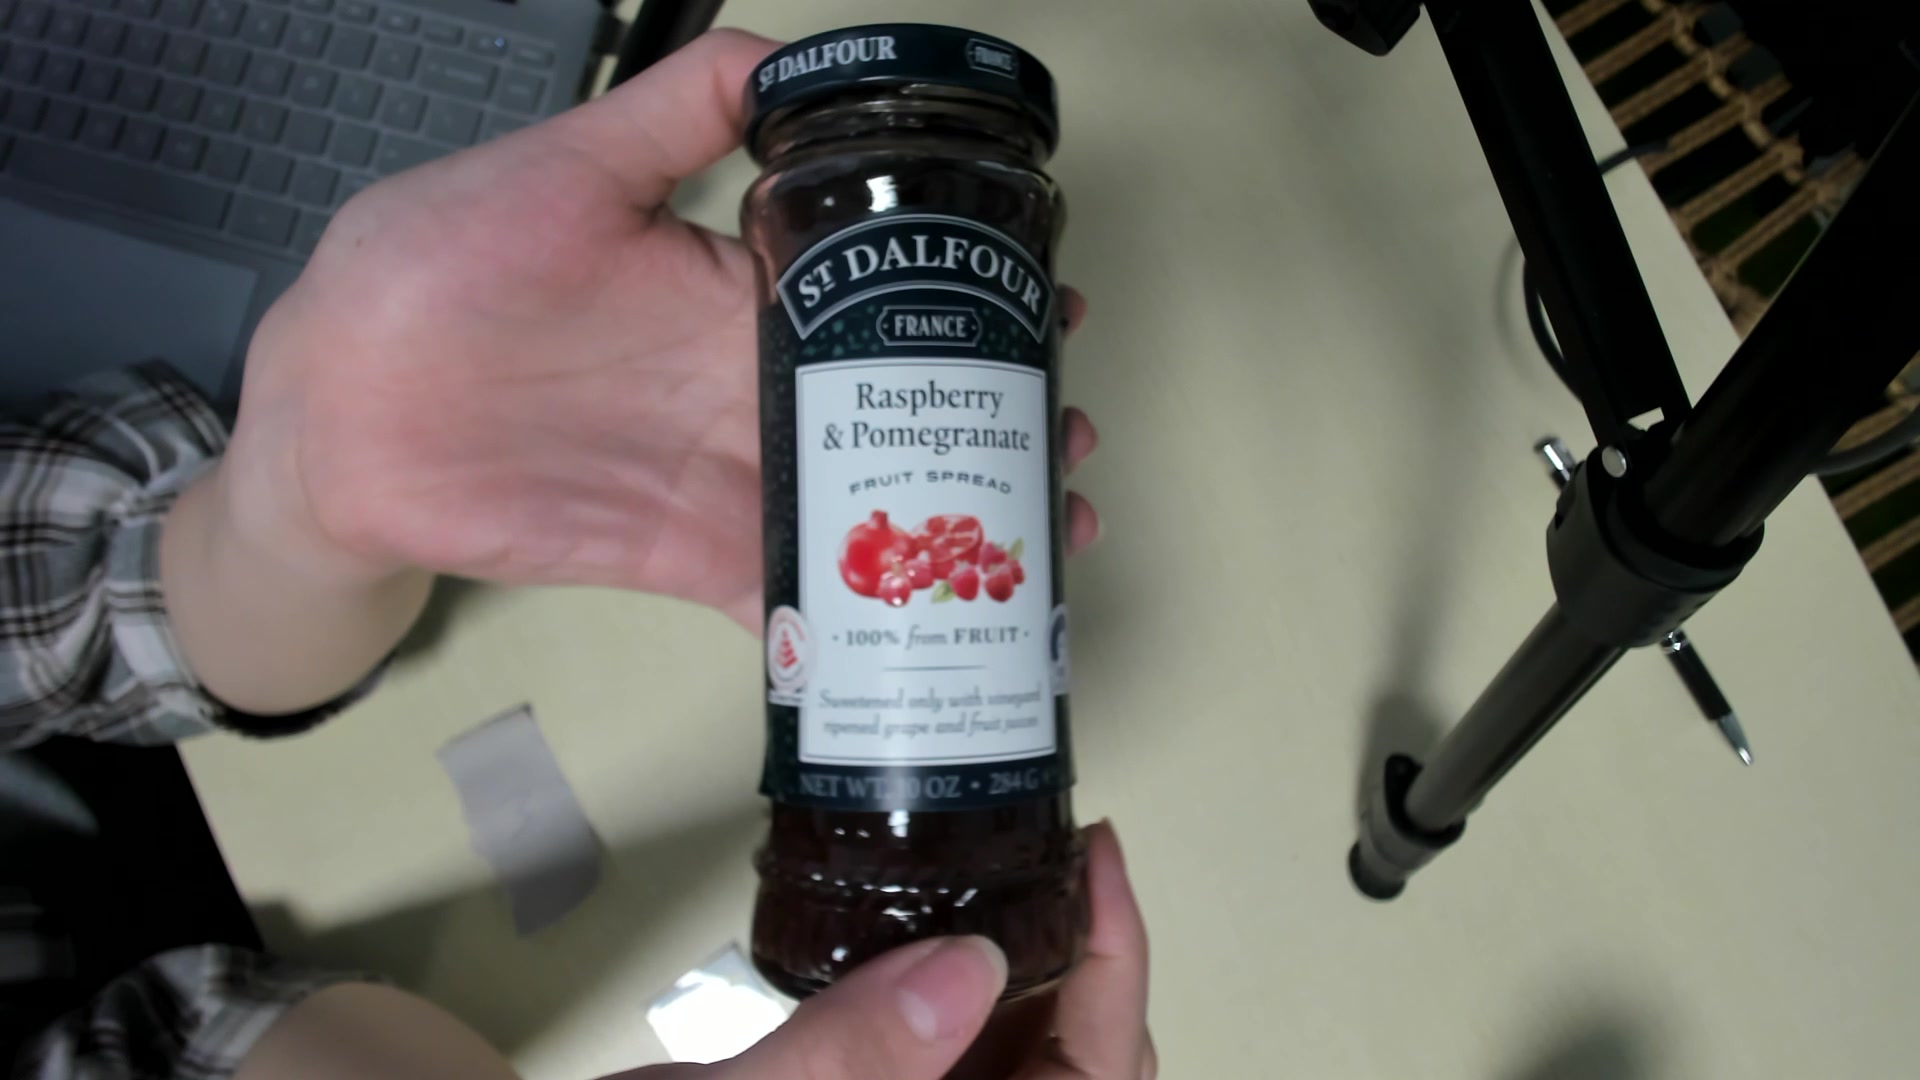 ST DALFOUR FRANCE
ST DALFOUR
FRANCE
Raspberry
& Pomegranate
FRUIT SPREAD
100% from FRUIT
Sweetened only with vineyard
ripened grape and fruit juices
NET WT. 10 OZ • 284 G